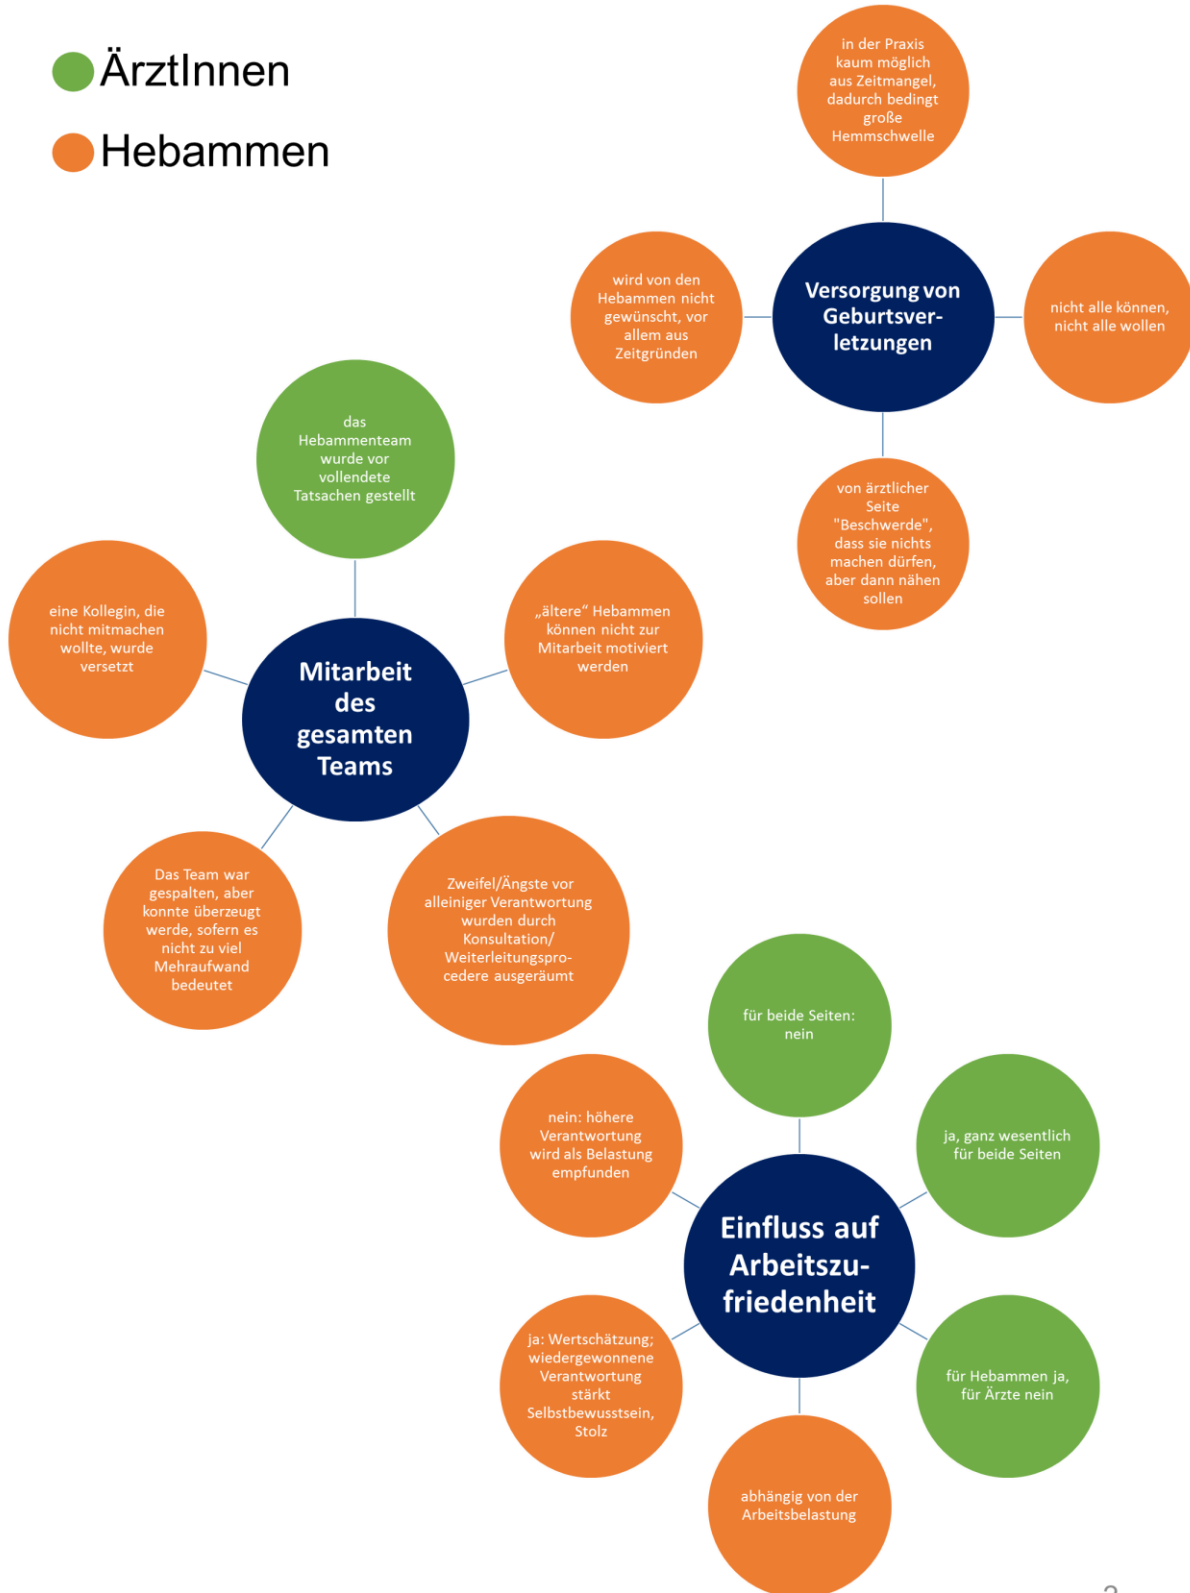 ÄrztInnen
Hebammen
in der Praxis
kaum möglich
aus Zeitmangel,
dadurch bedingt
große
Hemmschwelle
wird von den
Hebammen nicht
gewünscht, vor
allem aus
Zeitgründen
Versorgung von
Geburtsver-
letzungen
nicht alle können,
nicht alle wollen
von ärztlicher
Seite
"Beschwerde",
dass sie nichts
machen dürfen,
aber dann nähen
sollen
das
Hebammenteam
wurde vor
vollendete
Tatsachen gestellt
eine Kollegin, die
nicht mitmachen
wollte, wurde
versetzt
„ältere“ Hebammen
können nicht zur
Mitarbeit motiviert
werden
Mitarbeit
des
gesamten
Teams
Das Team war
gespalten, aber
konnte überzeugt
werde, sofern es
nicht zu viel
Mehraufwand
bedeutet
Zweifel/Ängste vor
alleiniger Verantwortung
wurden durch
Konsultation/
Weiterleitungspro-
cedere ausgeräumt
für beide Seiten:
nein
nein: höhere
Verantwortung
wird als Belastung
empfunden
ja, ganz wesentlich
für beide Seiten
Einfluss auf
Arbeitszu-
friedenheit
ja: Wertschätzung;
wiedergewonnene
Verantwortung
stärkt
Selbstbewusstsein,
Stolz
für Hebammen ja,
für Ärzte nein
abhängig von der
Arbeitsbelastung